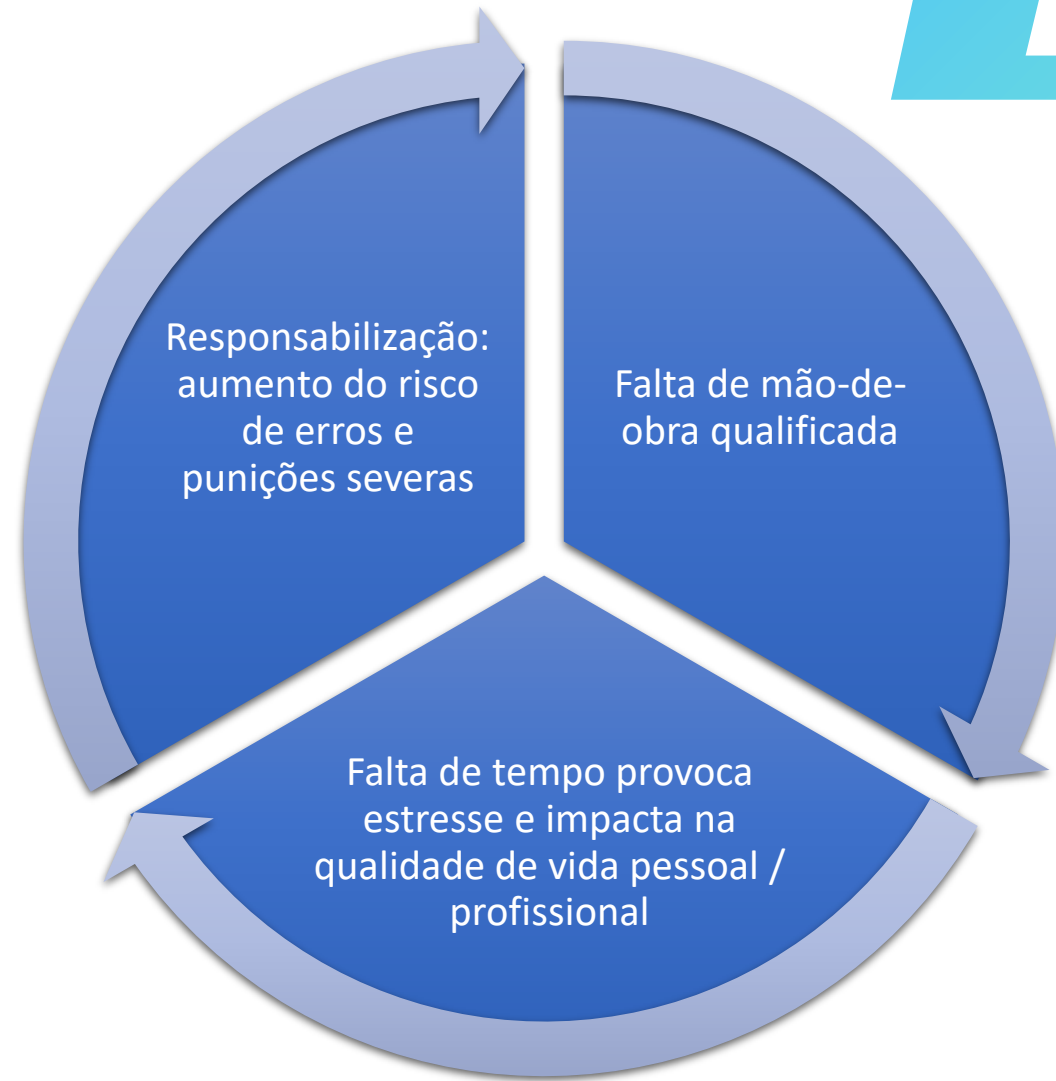 Responsabilização:
aumento do risco
de erros e
punições severas
Falta de mão-de-
obra qualificada
Falta de tempo provoca
estresse e impacta na
qualidade de vida pessoal /
profissional